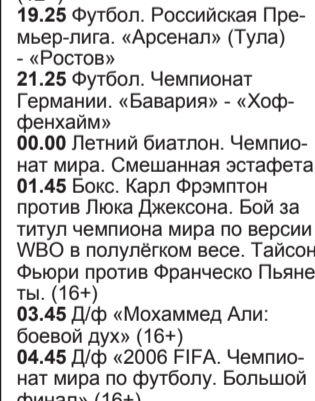 19.25 Футбол. Российская Пре-
мьер-лига. «Арсенал» (Тула)
- «Ростов»
21.25 Футбол. Чемпионат
Германии. «Бавария» - «Хоф-
фенхайм»
00.00 Летний биатлон. Чемпио-
нат мира. Смешанная эстафета
01.45 Бокс. Карл Фрэмптон
против Люка Джексона. Бой за
титул чемпиона мира по версии
WBO в полулёгком весе. Тайсон
Фьюри против Франческо Пьяне
ты. (16+)
03.45 Д/ф «Мохаммед Али:
боевой дух» (16+)
04.45 Д/ф «2006 FIFA. Чемпио-
нат мира по футболу. Большой
финал» (16+)